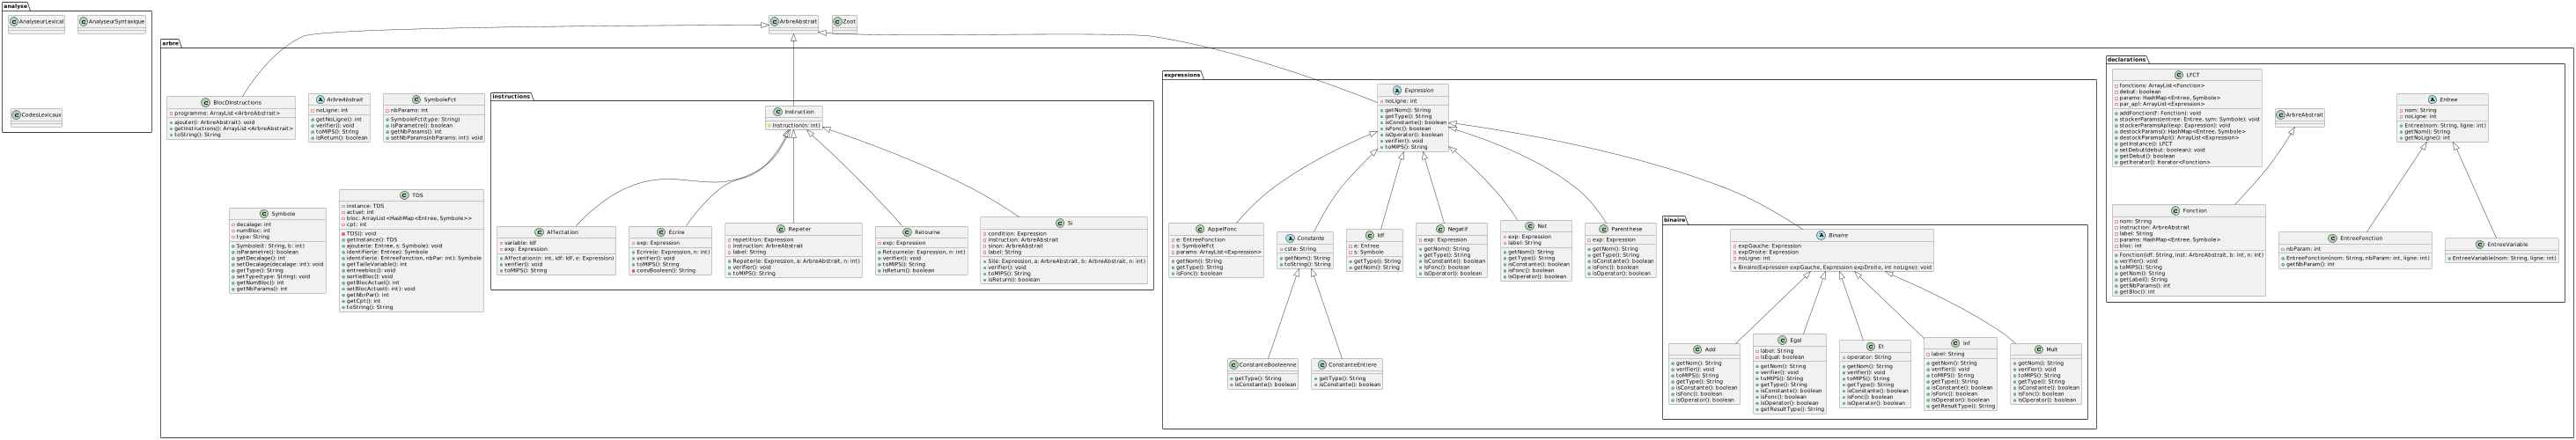 analyse
AnalyseurLexical
AnalyseurSyntaxique
CodesLexicaux
ArbreAbstrait
Zoot
arbre
BlocDInstructions
programme: ArrayList<ArbreAbstrait>
ajouter(: ArbreAbstrait): void
getInstructions(): ArrayList<ArbreAbstrait>
toString(): String
ArbreAbstrait
noLigne: int
getNoLigne(): int
verifier(): void
toMIPS(): String
isReturn(): boolean
SymboleFct
nbParams: int
SymboleFct(type: String)
isParametre(): boolean
getNbParams(): int
setNbParams(nbParams: int): void
Symbole
decalage: int
numBloc: int
type: String
Symbole(t: String, b: int)
isParametre(): boolean
getDecalage(): int
setDecalage(decalage: int): void
getType(): String
setType(type: String): void
getNumBloc(): int
getNbParams(): int
TDS
instance: TDS
actuel: int
bloc: ArrayList<HashMap<Entree, Symbole>>
cpt: int
TDS(): void
getInstance(): TDS
ajouter(e: Entree, s: Symbole): void
identifier(e: Entree): Symbole
identifier(e: EntreeFonction, nbPar: int): Symbole
getTailleVariable(): int
entreebloc(): void
sortieBloc(): void
getBlocActuel(): int
setBlocActuel(i: int): void
getNbrPar(): int
getCpt(): int
toString(): String
instructions
Instruction
Instruction(n: int)
Affectation
variable: Idf
exp: Expression
Affectation(n: int, idf: Idf, e: Expression)
verifier(): void
toMIPS(): String
Ecrire
exp: Expression
Ecrire(e: Expression, n: int)
verifier(): void
toMIPS(): String
convBooleen(): String
Repeter
repetition: Expression
instruction: ArbreAbstrait
label: String
Repeter(e: Expression, a: ArbreAbstrait, n: int)
verifier(): void
toMIPS(): String
Retourne
exp: Expression
Retourne(e: Expression, n: int)
verifier(): void
toMIPS(): String
isReturn(): boolean
Si
condition: Expression
instruction: ArbreAbstrait
sinon: ArbreAbstrait
label: String
Si(e: Expression, a: ArbreAbstrait, b: ArbreAbstrait, n: int)
verifier(): void
toMIPS(): String
isReturn(): boolean
expressions
Expression
noLigne: int
getNom(): String
getType(): String
isConstante(): boolean
isFonc(): boolean
isOperator(): boolean
verifier(): void
toMIPS(): String
AppelFonc
e: EntreeFonction
s: SymboleFct
params: ArrayList<Expression>
getNom(): String
getType(): String
isFonc(): boolean
Constante
cste: String
getNom(): String
toString(): String
Idf
e: Entree
s: Symbole
getType(): String
getNom(): String
Negatif
exp: Expression
getNom(): String
getType(): String
isConstante(): boolean
isFonc(): boolean
isOperator(): boolean
Not
exp: Expression
label: String
getNom(): String
getType(): String
isConstante(): boolean
isFonc(): boolean
isOperator(): boolean
Parenthese
exp: Expression
getNom(): String
getType(): String
isConstante(): boolean
isFonc(): boolean
isOperator(): boolean
ConstanteBooleenne
getType(): String
isConstante(): boolean
ConstanteEntiere
getType(): String
isConstante(): boolean
binaire
Binaire
expGauche: Expression
expDroite: Expression
noLigne: int
Binaire(Expression expGauche, Expression expDroite, int noLigne): void
Add
getNom(): String
verifier(): void
toMIPS(): String
getType(): String
isConstante(): boolean
isFonc(): boolean
isOperator(): boolean
Egal
label: String
isEqual: boolean
getNom(): String
verifier(): void
toMIPS(): String
getType(): String
isConstante(): boolean
isFonc(): boolean
isOperator(): boolean
getResultType(): String
Et
operator: String
getNom(): String
verifier(): void
toMIPS(): String
getType(): String
isConstante(): boolean
isFonc(): boolean
isOperator(): boolean
Inf
label: String
getNom(): String
verifier(): void
toMIPS(): String
getType(): String
isConstante(): boolean
isFonc(): boolean
isOperator(): boolean
getResultType(): String
Mult
getNom(): String
verifier(): void
toMIPS(): String
getType(): String
isConstante(): boolean
isFonc(): boolean
isOperator(): boolean
declarations
LFCT
fonctions: ArrayList<Fonction>
debut: boolean
params: HashMap<Entree, Symbole>
par_apl: ArrayList<Expression>
addFonction(f: Fonction): void
stockerParams(entree: Entree, sym: Symbole): void
stockerParamsApl(exp: Expression): void
destockParams(): HashMap<Entree, Symbole>
destockParamsApl(): ArrayList<Expression>
getInstance(): LFCT
setDebut(debut: boolean): void
getDebut(): boolean
getIterator(): Iterator<Fonction>
ArbreAbstrait
Entree
nom: String
noLigne: int
Entree(nom: String, ligne: int)
getNom(): String
getNoLigne(): int
Fonction
nom: String
instruction: ArbreAbstrait
label: String
params: HashMap<Entree, Symbole>
bloc: int
Fonction(idf: String, inst: ArbreAbstrait, b: int, n: int)
verifier(): void
toMIPS(): String
getNom(): String
getLabel(): String
getNbParams(): int
getBloc(): int
EntreeFonction
nbParam: int
EntreeFonction(nom: String, nbParam: int, ligne: int)
getNbParam(): int
EntreeVariable
EntreeVariable(nom: String, ligne: int)